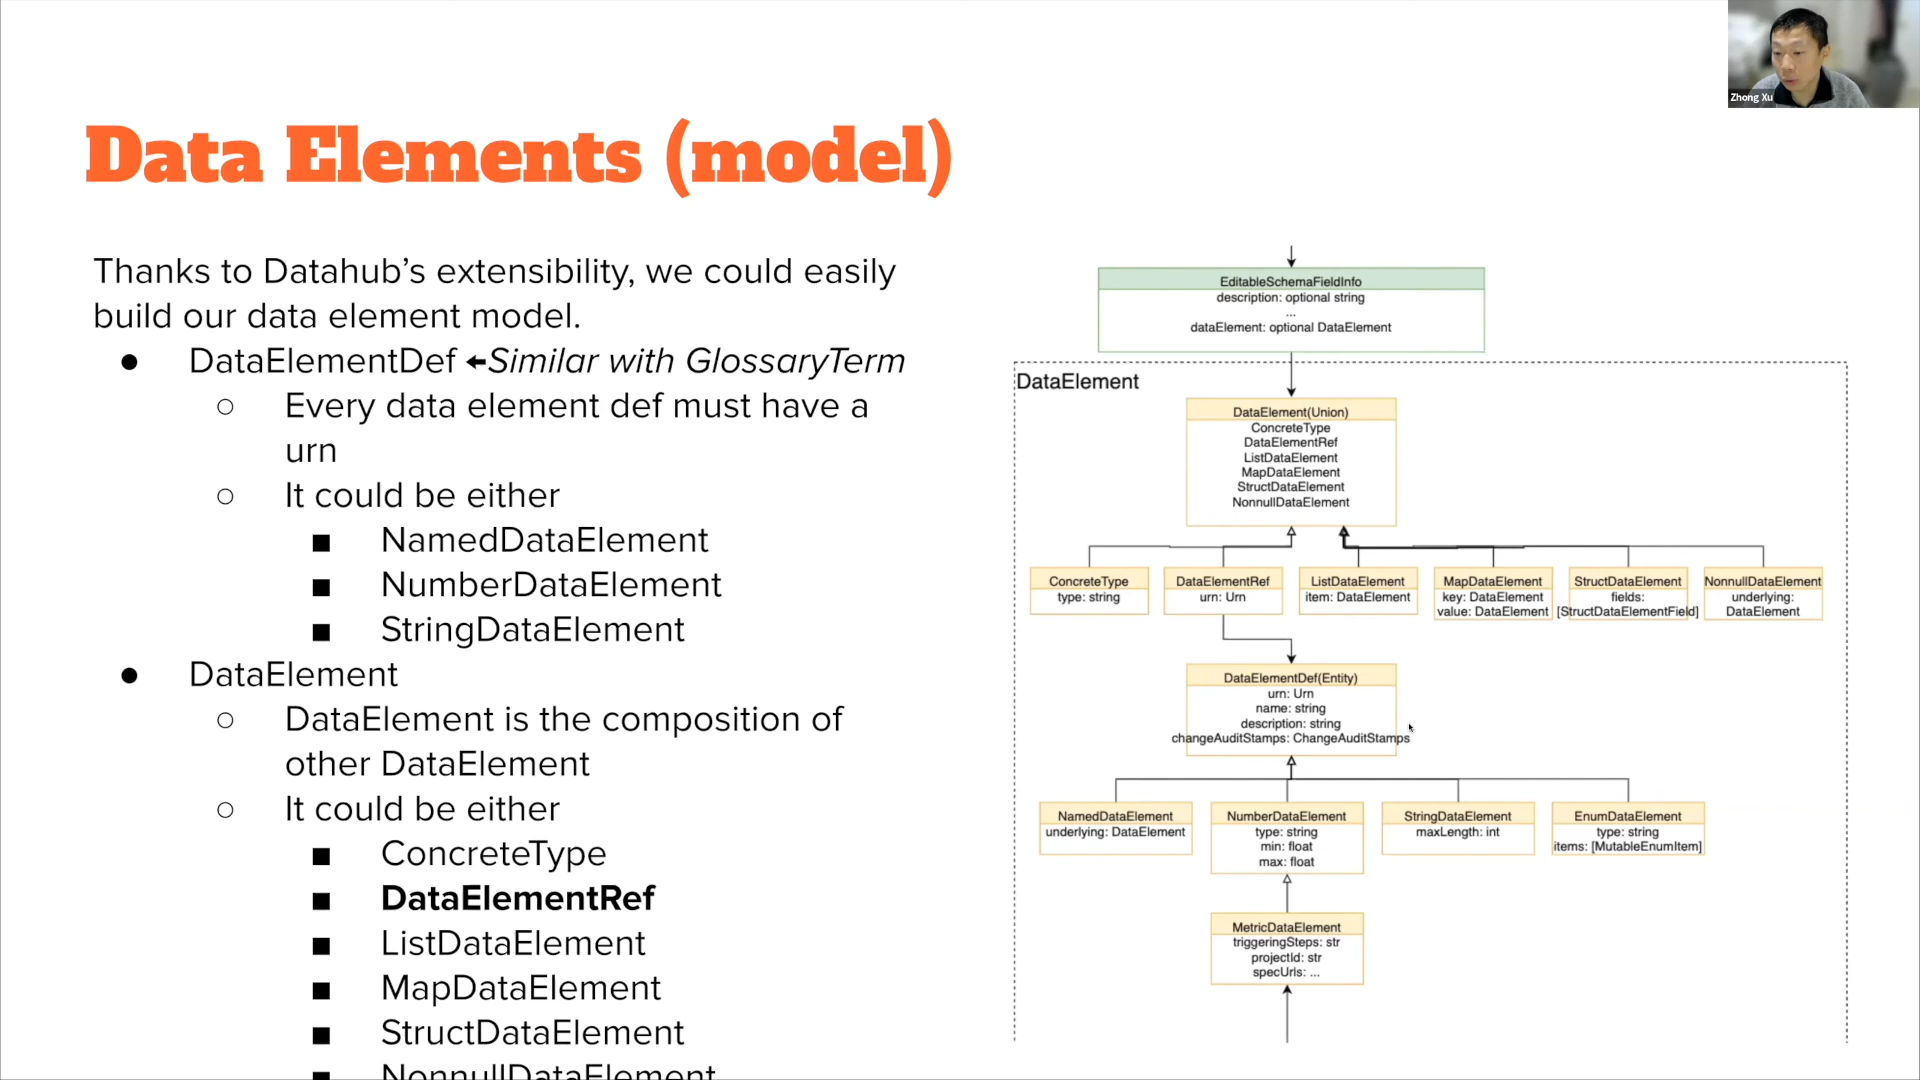 Zhong Xu
Data Elements (model)
Thanks to Datahub’s extensibility, we could easily
build our data element model.
● DataElementDef ←Similar with GlossaryTerm
○ Every data element def must have a
urn
○ It could be either
■ NamedDataElement
■ NumberDataElement
■ StringDataElement
● DataElement
○ DataElement is the composition of
other DataElement
○ It could be either
■ ConcreteType
■ DataElementRef
■ ListDataElement
■ MapDataElement
■ StructDataElement
■ NonnullDataElement
EditableSchemaFieldInfo
description: optional string
...
dataElement: optional DataElement
DataElement
DataElement(Union)
ConcreteType
DataElementRef
ListDataElement
MapDataElement
StructDataElement
NonnullDataElement
ConcreteType
type: string
DataElementRef
urn: Urn
ListDataElement
item: DataElement
MapDataElement
key: DataElement
value: DataElement
StructDataElement
fields:
[StructDataElementField]
NonnullDataElement
underlying:
DataElement
DataElementDef(Entity)
urn: Urn
name: string
description: string
changeAuditStamps: ChangeAuditStamps
NamedDataElement
underlying: DataElement
NumberDataElement
type: string
min: float
max: float
StringDataElement
maxLength: int
EnumDataElement
type: string
items: [MutableEnumItem]
MetricDataElement
triggeringSteps: str
projectId: str
specUrls: ...